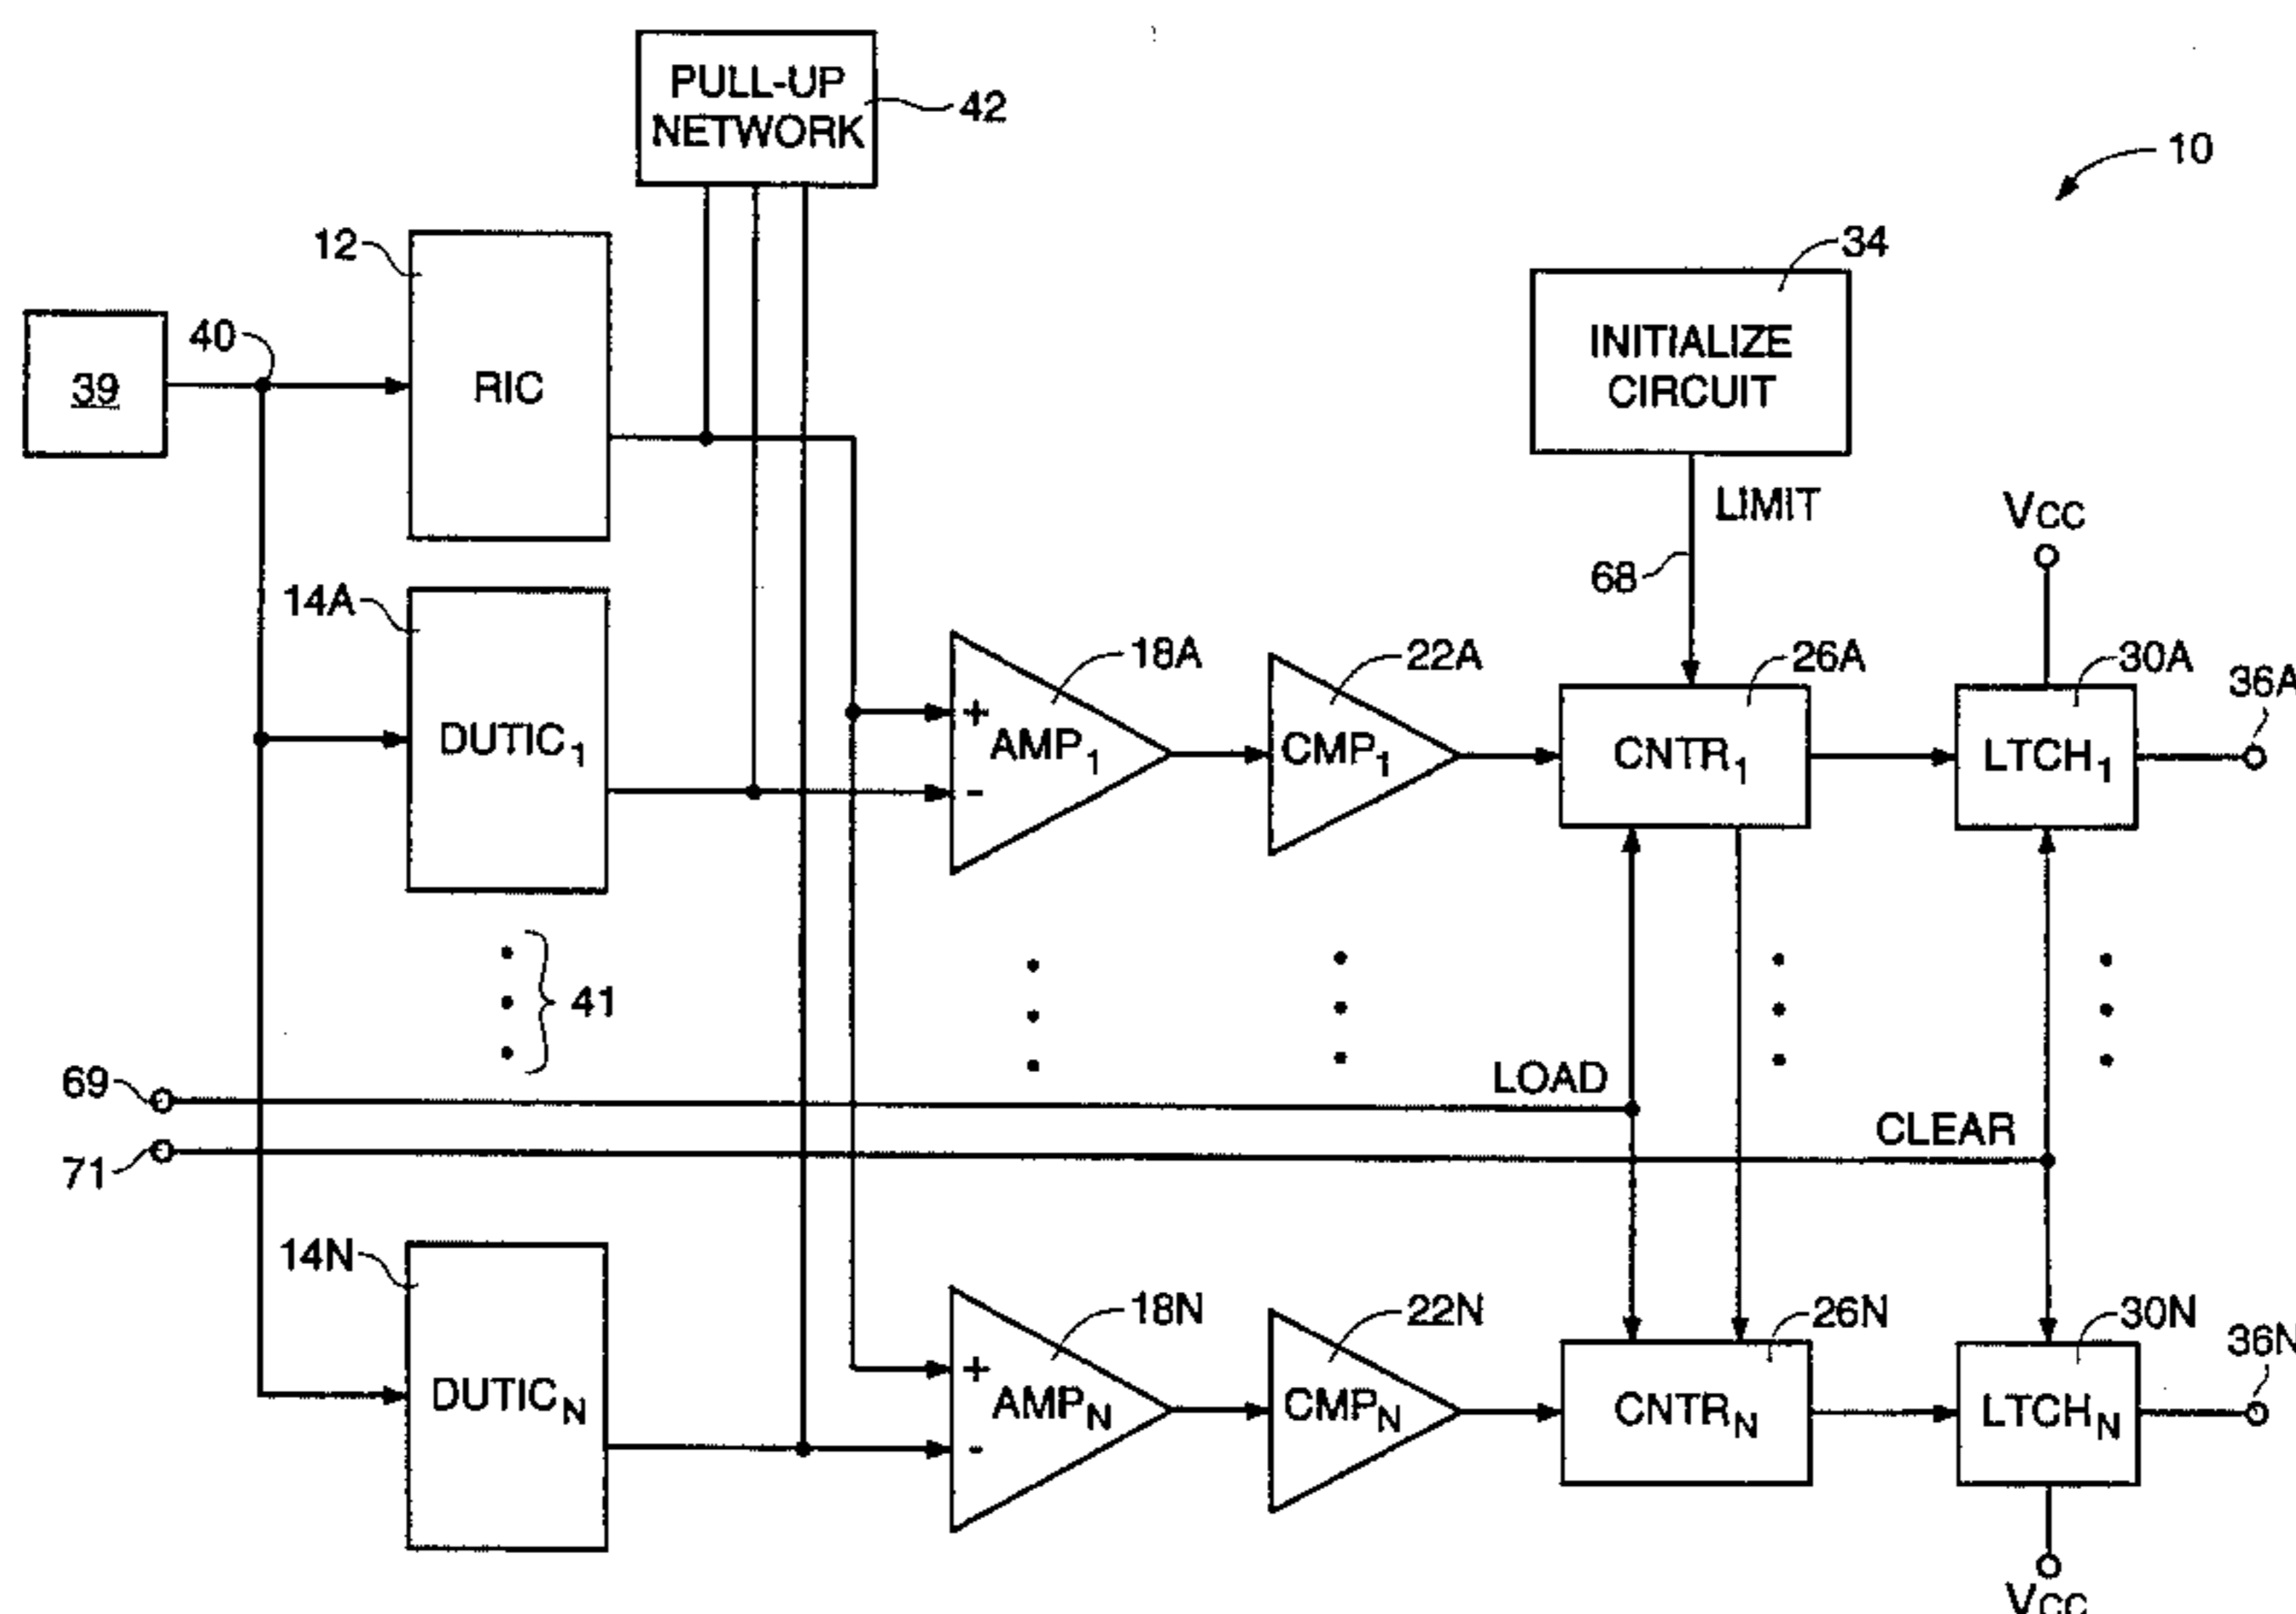 PULL-UP
NETWORK
42
10
12
34
40
39
RIC
INITIALIZE
CIRCUIT
LIMIT
VCC
68
14A
18A
22A
26A
30A
36A
DUTIC1
+
-
AMP1
CMP1
CNTR1
LTCH1
41
69
LOAD
71
CLEAR
14N
18N
22N
26N
30N
36N
DUTICN
+
-
AMPN
CMPN
CNTRN
LTCHN
VCC